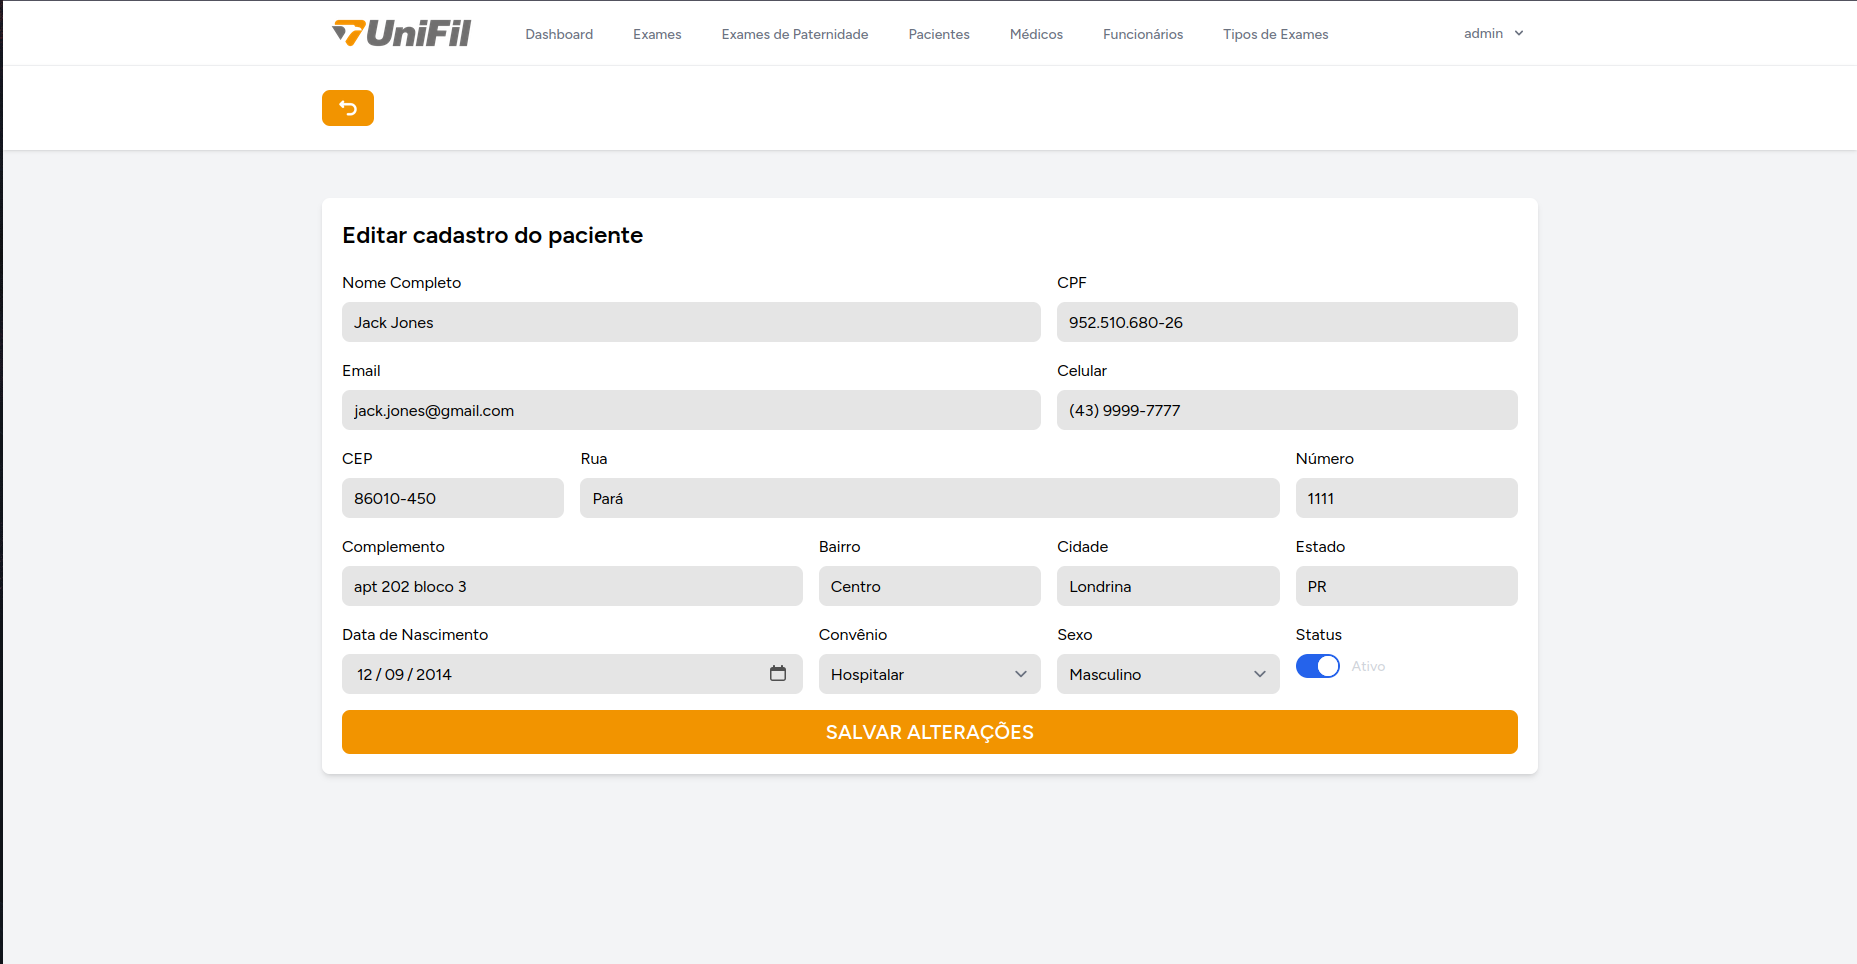 UniFil Dashboard Exames Exames de Paternidade Pacientes Médicos Funcionários Tipos de Exames admin
Editar cadastro do paciente
Nome Completo CPF
Jack Jones 952.510.680-26
Email Celular
jack.jones@gmail.com (43) 9999-7777
CEP Rua Número
86010-450 Pará 1111
Complemento Bairro Cidade Estado
apt 202 bloco 3 Centro Londrina PR
Data de Nascimento Convênio Sexo Status
12 / 09 / 2014 Hospitalar Masculino Ativo
SALVAR ALTERAÇÕES